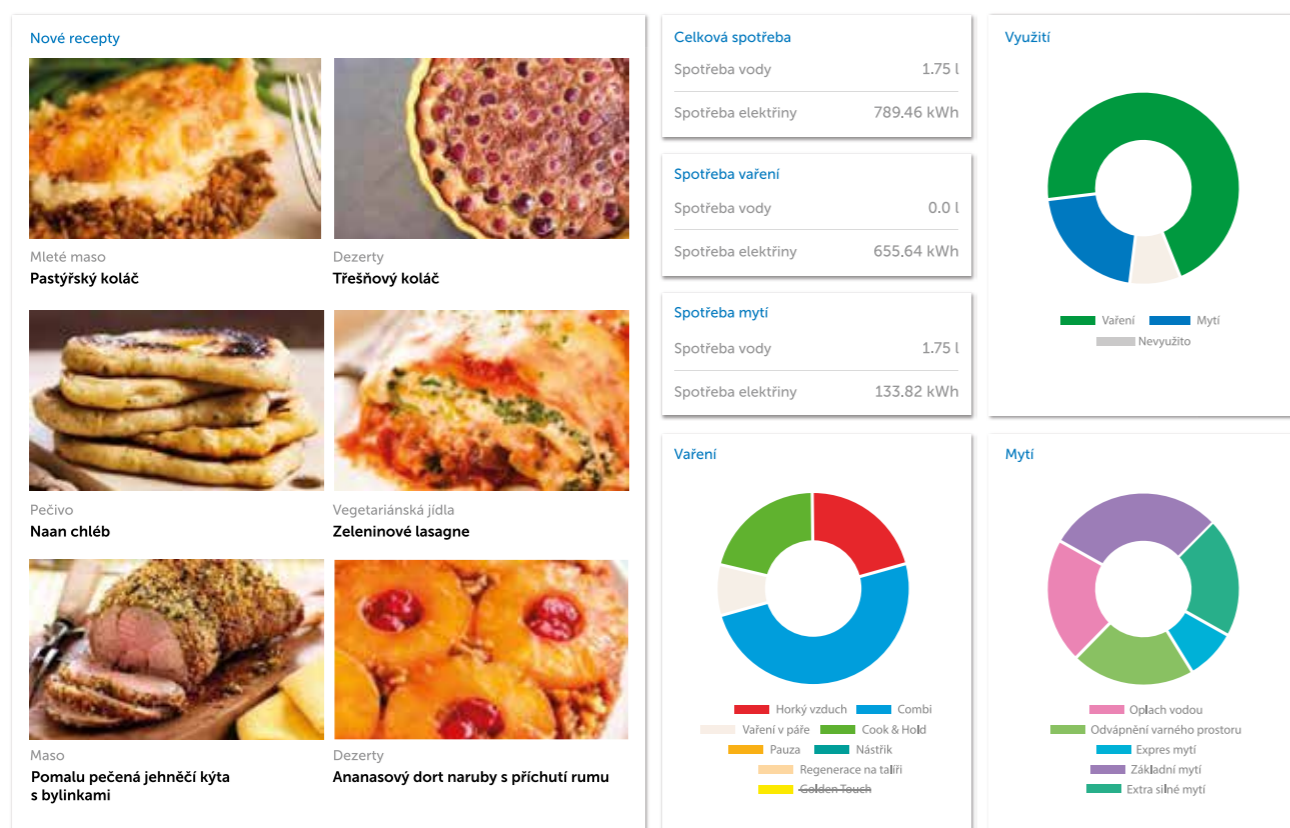 Nové recepty
Mleté maso
Pastýřský koláč
Dezerty
Třešňový koláč
Pečivo
Naan chléb
Vegetariánská jídla
Zeleninové lasagne
Maso
Pomalu pečená jehněčí kýta
s bylinkami
Dezerty
Ananasový dort naruby s příchutí rumu
Celková spotřeba
Spotřeba vody 1.75 l
Spotřeba elektřiny 789.46 kWh
Spotřeba vaření
Spotřeba vody 0.0 l
Spotřeba elektřiny 655.64 kWh
Spotřeba mytí
Spotřeba vody 1.75 l
Spotřeba elektřiny 133.82 kWh
Využití
Vaření Mytí
Nevyužito
Vaření
Horký vzduch Combi
Vaření v páře Cook & Hold
Pauza Nástřik
Regenerace na talíři
Golden Touch
Mytí
Oplach vodou
Odvápnění varného prostoru
Expres mytí
Základní mytí
Extra silné mytí